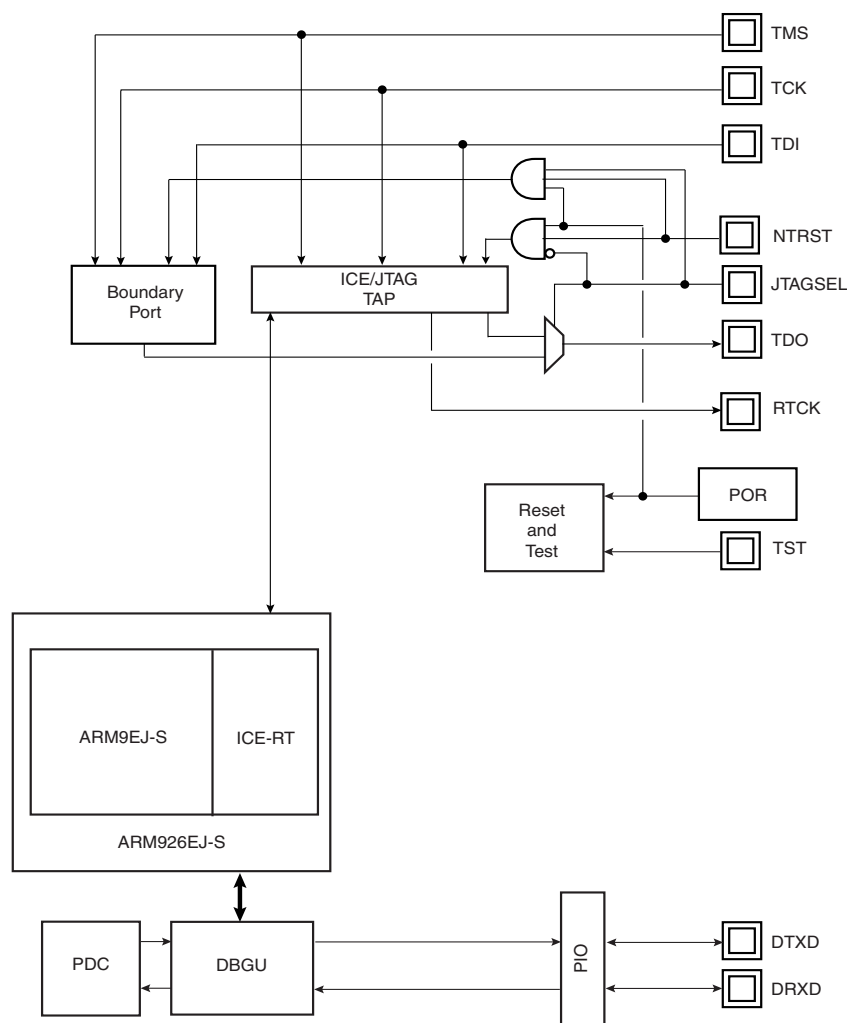 TMS
TCK
TDI
NTRST
JTAGSEL
TDO
RTCK
Boundary
Port
ICE/JTAG
TAP
POR
Reset
and
Test
TST
ARM9EJ-S
ICE-RT
ARM926EJ-S
PDC
DBGU
PIO
DTXD
DRXD